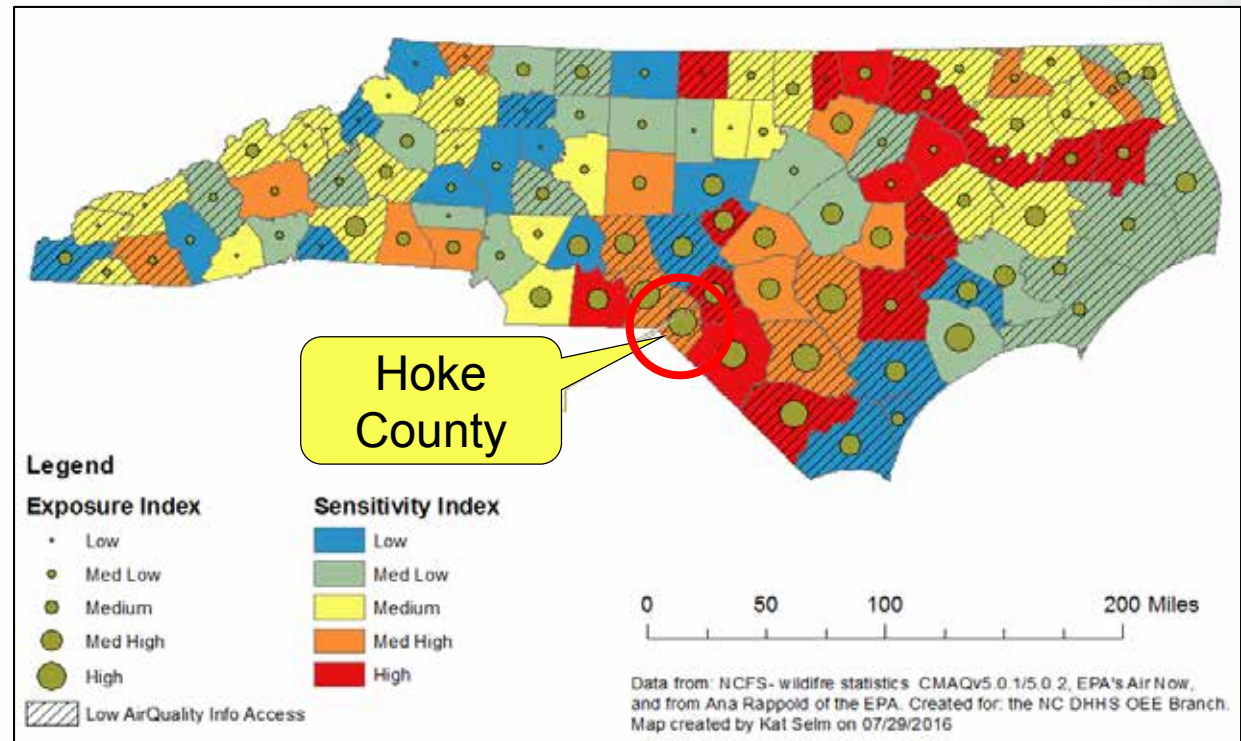 Hoke
County
Legend
Exposure Index
Low
Med Low
Medium
Med High
High
Low AirQuality Info Access
Sensitivity Index
Low
Med Low
Medium
Med High
High
0 50 100 200 Miles
Data from: NCFS- wildifre statistics CMAQv5.0.1/5.0.2, EPA's Air Now,
and from Ana Rappold of the EPA. Created for: the NC DHHS OEE Branch.
Map created by Kat Selm on 07/29/2016